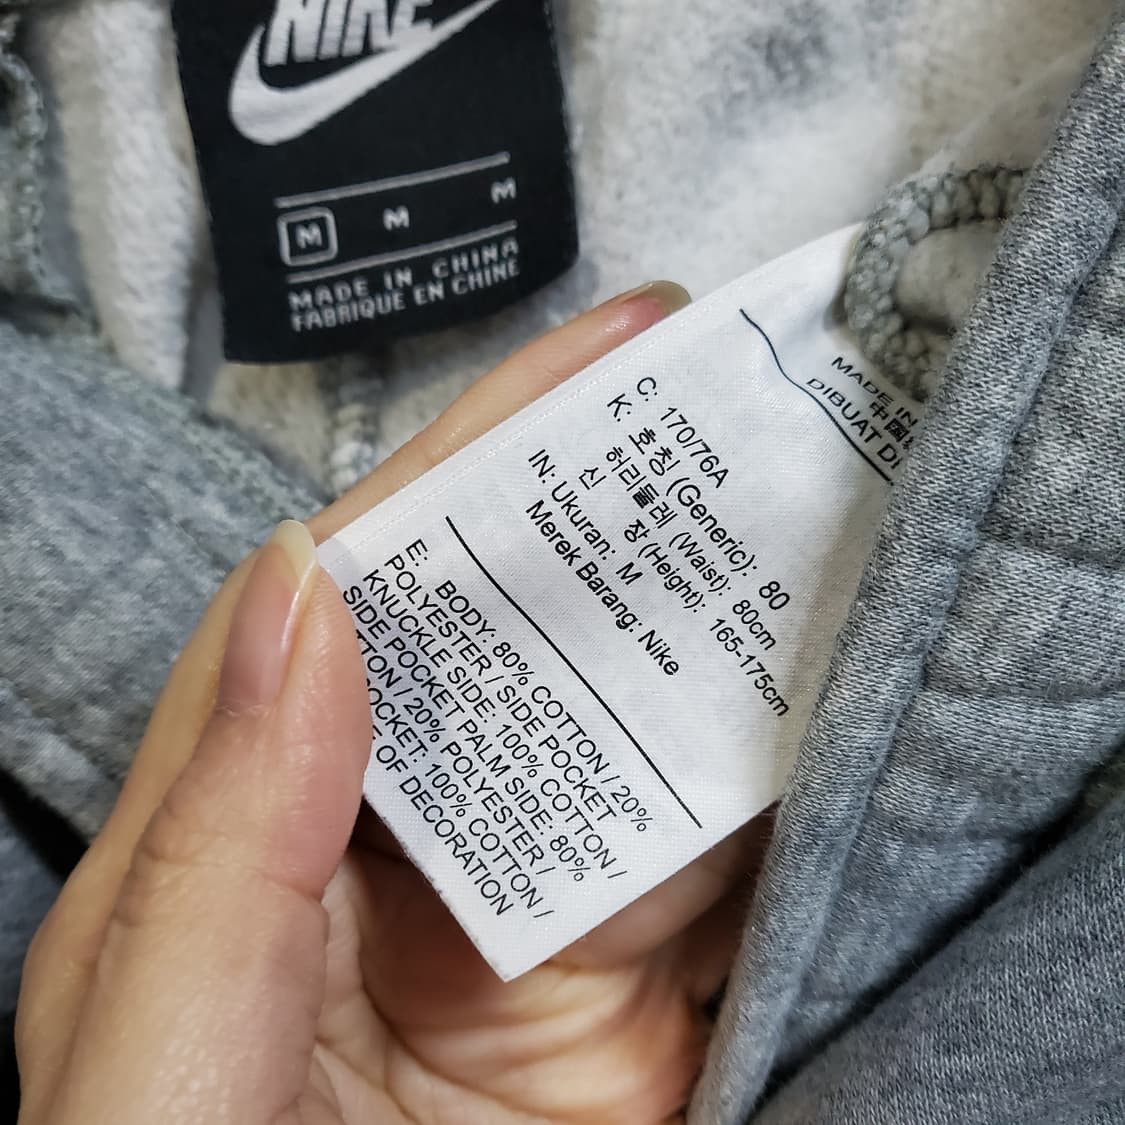 NIKE
M M M
MADE IN CHINA
FABRIQUE EN CHINE
MADE IN
中国
DIBUAT DI
C: 170/76A
K: 호칭 (Generic): 80
허리둘레 (Waist): 80cm
신 장 (Height): 165-175cm
IN: Ukuran: M
Merek Barang: Nike
E: BODY: 80% COTTON / 20%
POLYESTER / SIDE POCKET
KNUCKLE SIDE: 100% COTTON /
SIDE POCKET PALM SIDE: 80%
/ 20% POLYESTER /
100% COTTON /
OF DECORATION